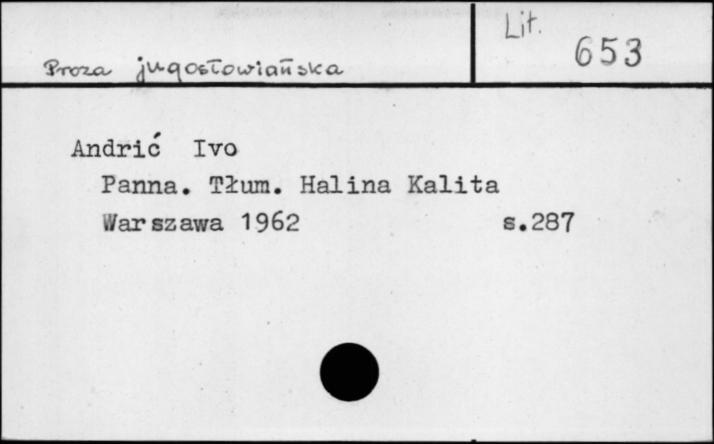 Lit.
653
Proza jugosłowiańska
Andrić Ivo
Panna. Tłum. Halina Kalita
Warszawa 1962 s.287